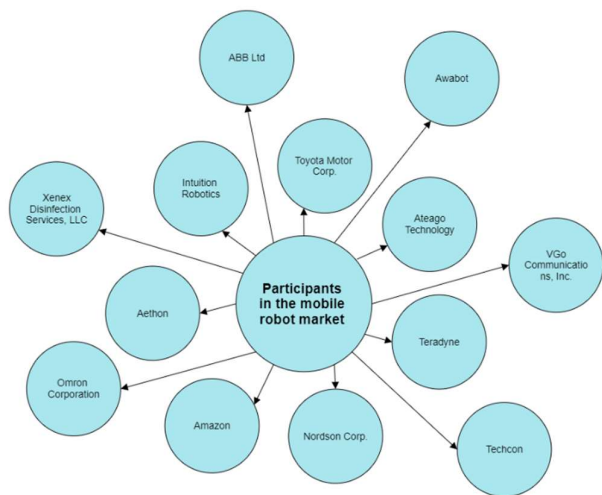 ABB Ltd
Awabot
Toyota Motor
Corp.
Intuition
Robotics
Xenex
Disinfection
Services, LLC
Ateago
Technology
VGo
Communicatio
ns, Inc.
Participants
in the mobile
robot market
Aethon
Teradyne
Omron
Corporation
Amazon
Nordson Corp.
Techcon